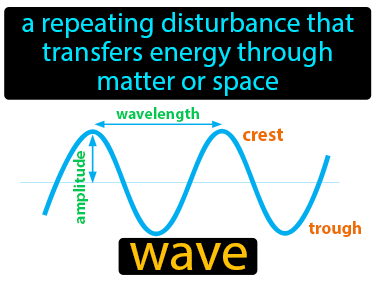 a repeating disturbance that
transfers energy through
matter or space
wavelength
crest
amplitude
trough
wave